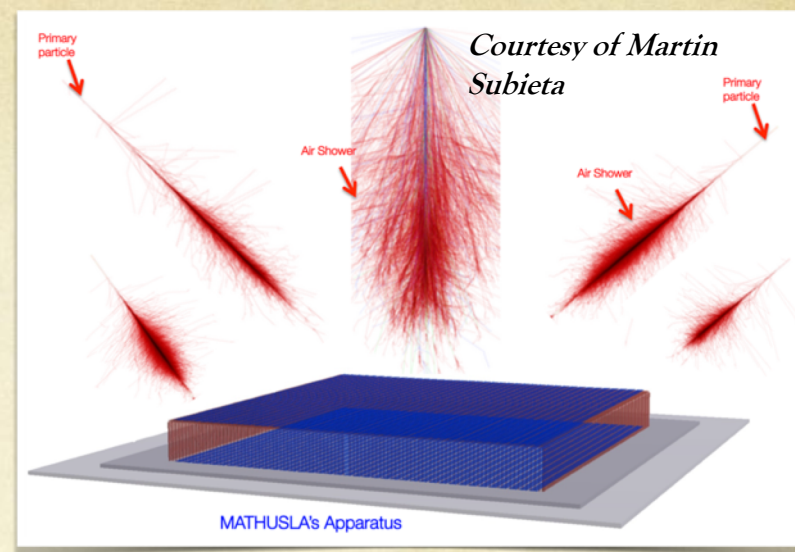 Primary
particle
Courtesy of Martin
Subieta
Primary
particle
Air Shower
Air Shower
MATHUSLA's Apparatus